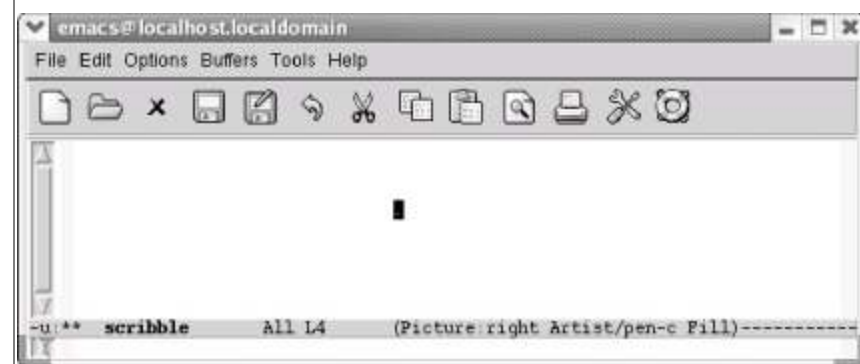 emacs@localhost.localdomain
File Edit Options Buffers Tools Help
-u:** scribble All L4 (Picture:right Artist/pen-c Fill)-----------